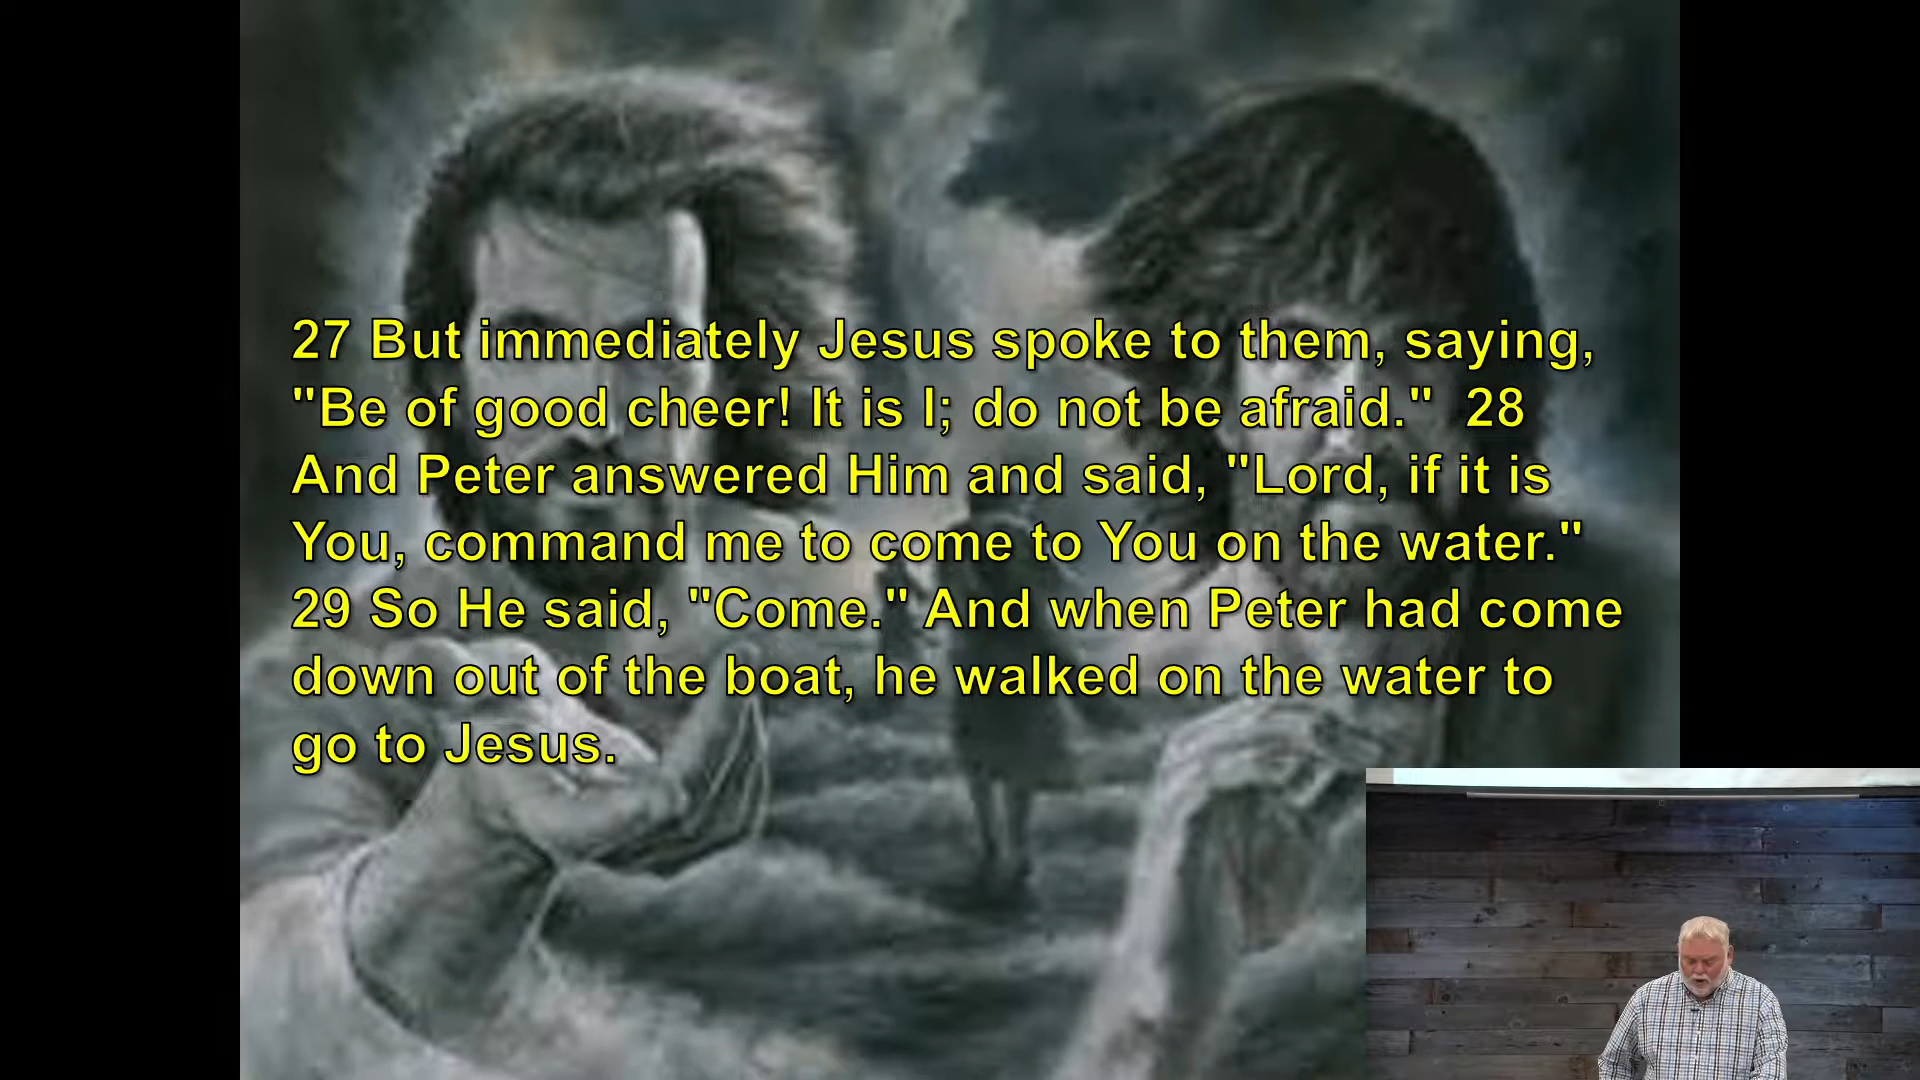 27 But immediately Jesus spoke to them, saying,
"Be of good cheer! It is I; do not be afraid."  28
And Peter answered Him and said, "Lord, if it is
You, command me to come to You on the water."
29 So He said, "Come." And when Peter had come
down out of the boat, he walked on the water to
go to Jesus.